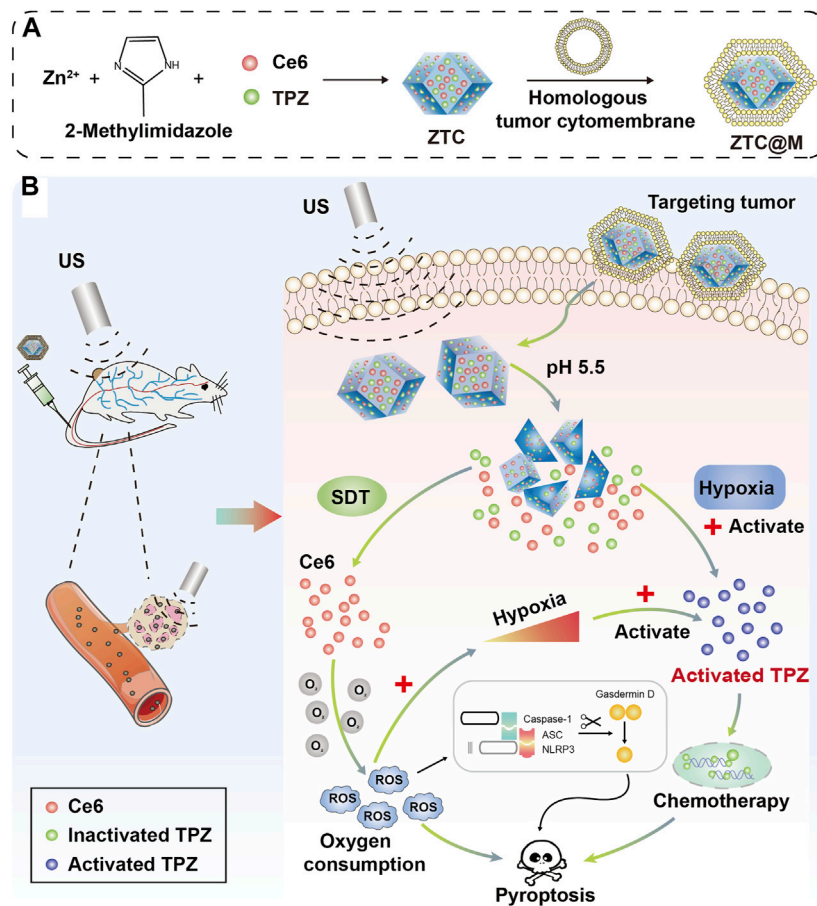 A
Zn²⁺ +
N
NH
+
Ce6
TPZ
2-Methylimidazole
ZTC
Homologous
tumor cytomembrane
ZTC@M
B
US
US
Targeting tumor
pH 5.5
SDT
Hypoxia
+ Activate
Ce6
Hypoxia
+
Activate
Activated TPZ
+
O₂
O₂
O₂
O₂
O₂
Gasdermin D
Caspase-1
ASC
NLRP3
ROS
ROS
ROS
ROS
Oxygen
consumption
Chemotherapy
Pyroptosis
Ce6
Inactivated TPZ
Activated TPZ